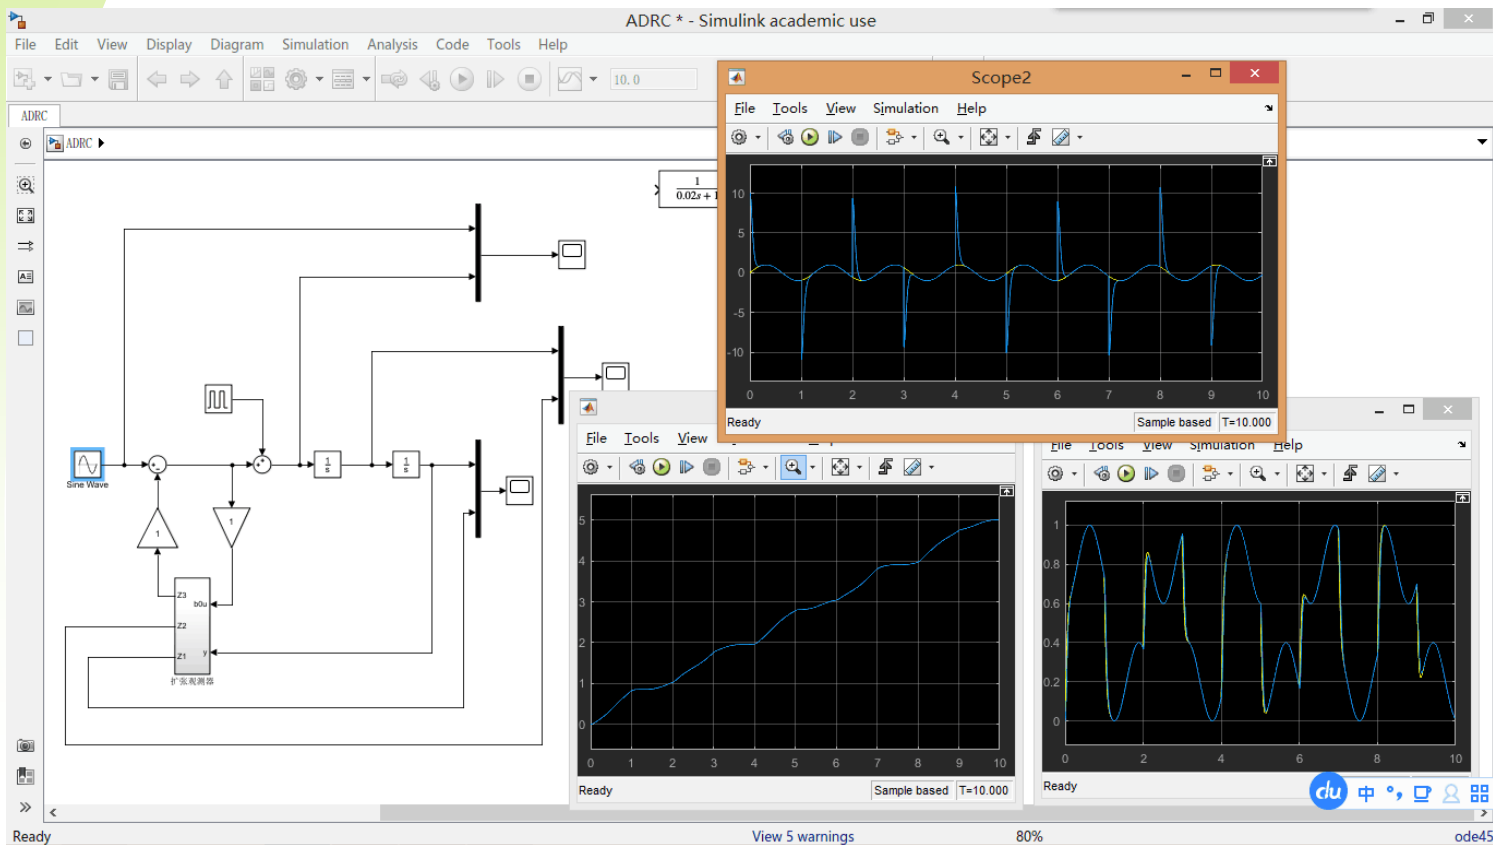 ADRC * - Simulink academic use
File Edit View Display Diagram Simulation Analysis Code Tools Help
10.0
ADRC
ADRC
1
0.02s + 1
Sine Wave
1
s
1
s
1
1
Z3
b0u
Z2
Z1
y
扩张观测器
Scope2
File Tools View Simulation Help
10
5
0
-5
-10
0 1 2 3 4 5 6 7 8 9 10
Ready
Sample based T=10.000
File Tools View
5
4
3
2
1
0
0 1 2 3 4 5 6 7 8 9 10
Ready
Sample based T=10.000
File Tools View Simulation Help
1
0.8
0.6
0.4
0.2
0
0 2 4 6 8 10
Ready
du 中
Ready
View 5 warnings
80%
ode45